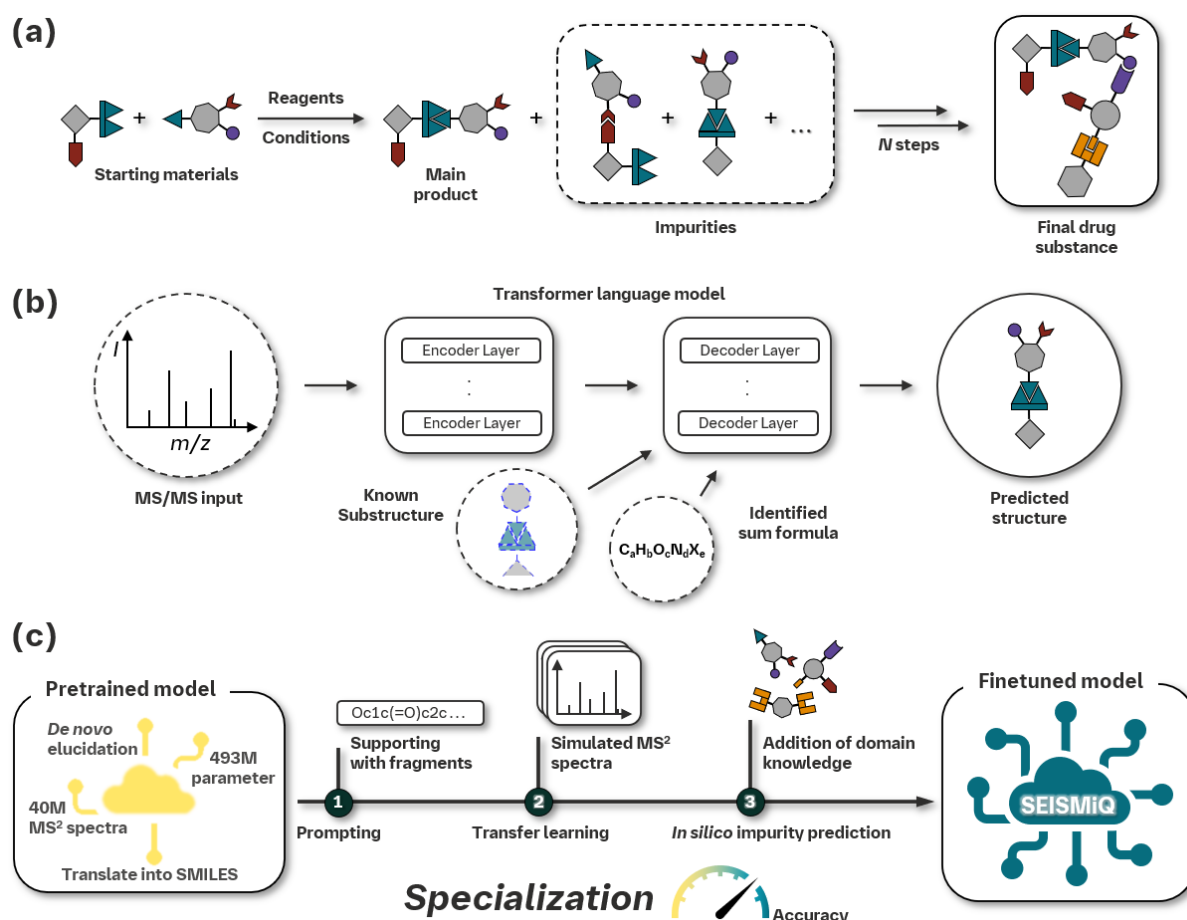 (a)
Reagents
Conditions
+
+
+
+ ...
Starting materials
Main
product
Impurities
N steps
Final drug
substance
(b)
Transformer language model
I
m/z
MS/MS input
Encoder Layer
:
Encoder Layer
Decoder Layer
:
Decoder Layer
Known
Substructure
CₐHbOcNdXₑ
Identified
sum formula
Predicted
structure
(c)
Pretrained model
De novo
elucidation
493M
parameter
40M
MS² spectra
Translate into SMILES
Oc1c(=O)c2c...
Supporting
with fragments
1
Prompting
Simulated MS²
spectra
2
Transfer learning
Addition of domain
knowledge
3
In silico impurity prediction
Finetuned model
SEISMiQ
Specialization
Accuracy